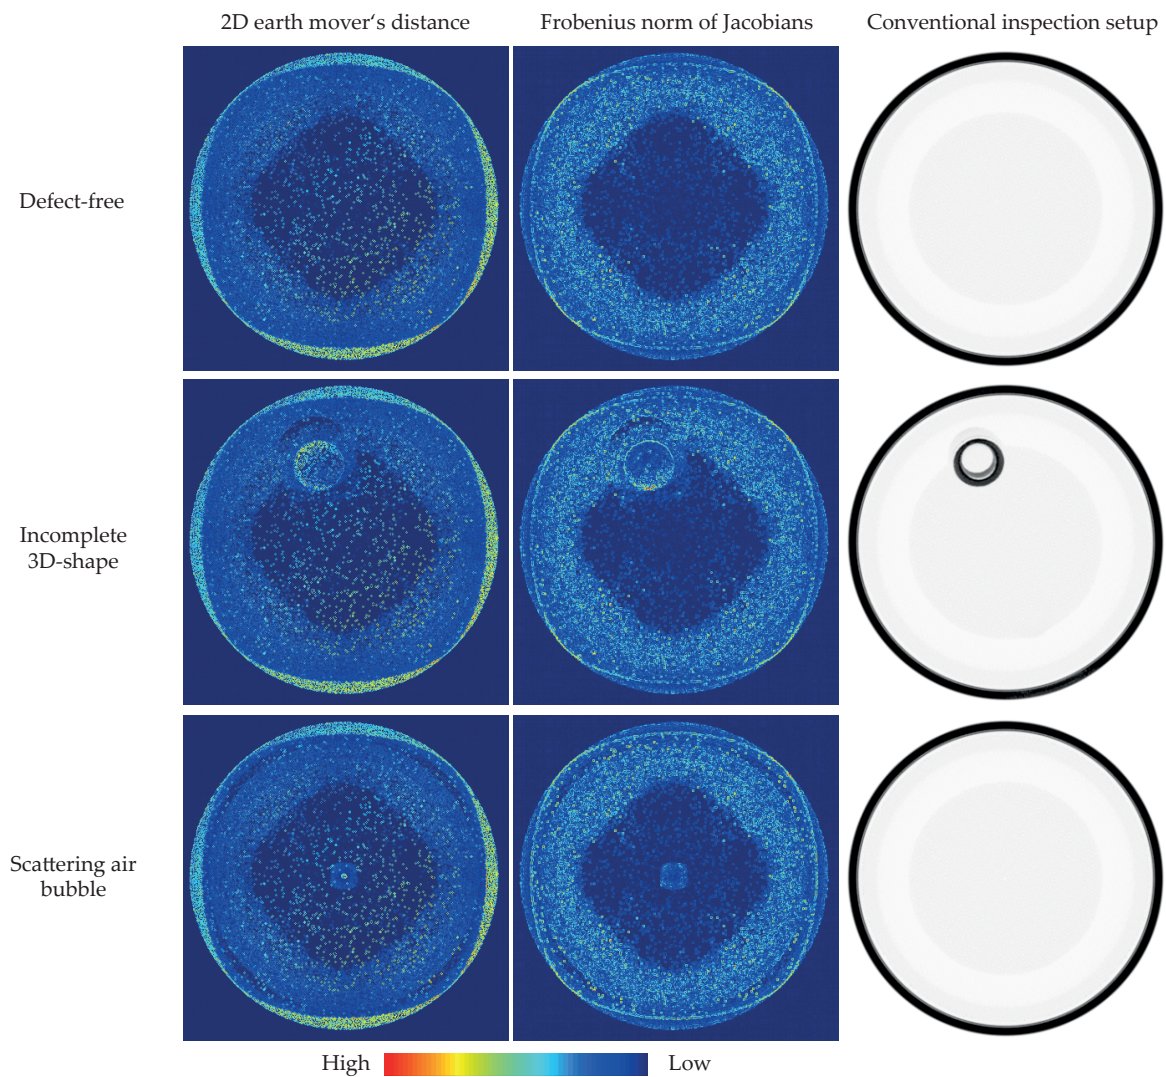 2D earth mover‘s distance
Frobenius norm of Jacobians
Conventional inspection setup
Defect-free
Incomplete
3D-shape
Scattering air
bubble
High
Low